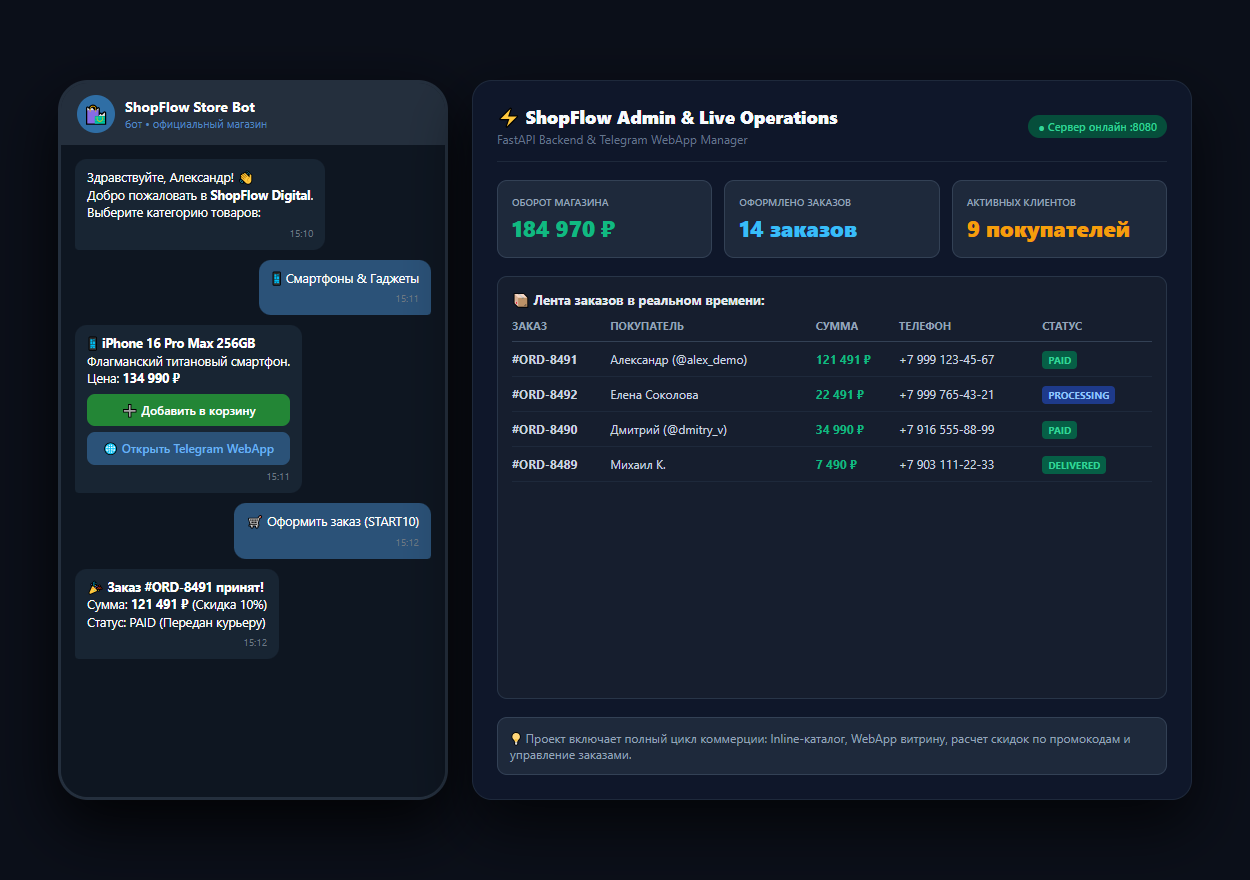 ShopFlow Store Bot
бот • официальный магазин
Здравствуйте, Александр! 👋
Добро пожаловать в ShopFlow Digital.
Выберите категорию товаров:
15:10
📱 Смартфоны & Гаджеты
15:11
📱 iPhone 16 Pro Max 256GB
Флагманский титановый смартфон.
Цена: 134 990 ₽
➕ Добавить в корзину
🌐 Открыть Telegram WebApp
15:11
🛒 Оформить заказ (START10)
15:12
🎉 Заказ #ORD-8491 принят!
Сумма: 121 491 ₽ (Скидка 10%)
Статус: PAID (Передан курьеру)
15:12
⚡ ShopFlow Admin & Live Operations
FastAPI Backend & Telegram WebApp Manager
● Сервер онлайн :8080
ОБОРОТ МАГАЗИНА
184 970 ₽
ОФОРМЛЕНО ЗАКАЗОВ
14 заказов
АКТИВНЫХ КЛИЕНТОВ
9 покупателей
📦 Лента заказов в реальном времени:
ЗАКАЗ ПОКУПАТЕЛЬ СУММА ТЕЛЕФОН СТАТУС
#ORD-8491 Александр (@alex_demo) 121 491 ₽ +7 999 123-45-67 PAID
#ORD-8492 Елена Соколова 22 491 ₽ +7 999 765-43-21 PROCESSING
#ORD-8490 Дмитрий (@dmitry_v) 34 990 ₽ +7 916 555-88-99 PAID
#ORD-8489 Михаил К. 7 490 ₽ +7 903 111-22-33 DELIVERED
💡 Проект включает полный цикл коммерции: Inline-каталог, WebApp витрину, расчет скидок по промокодам и
управление заказами.